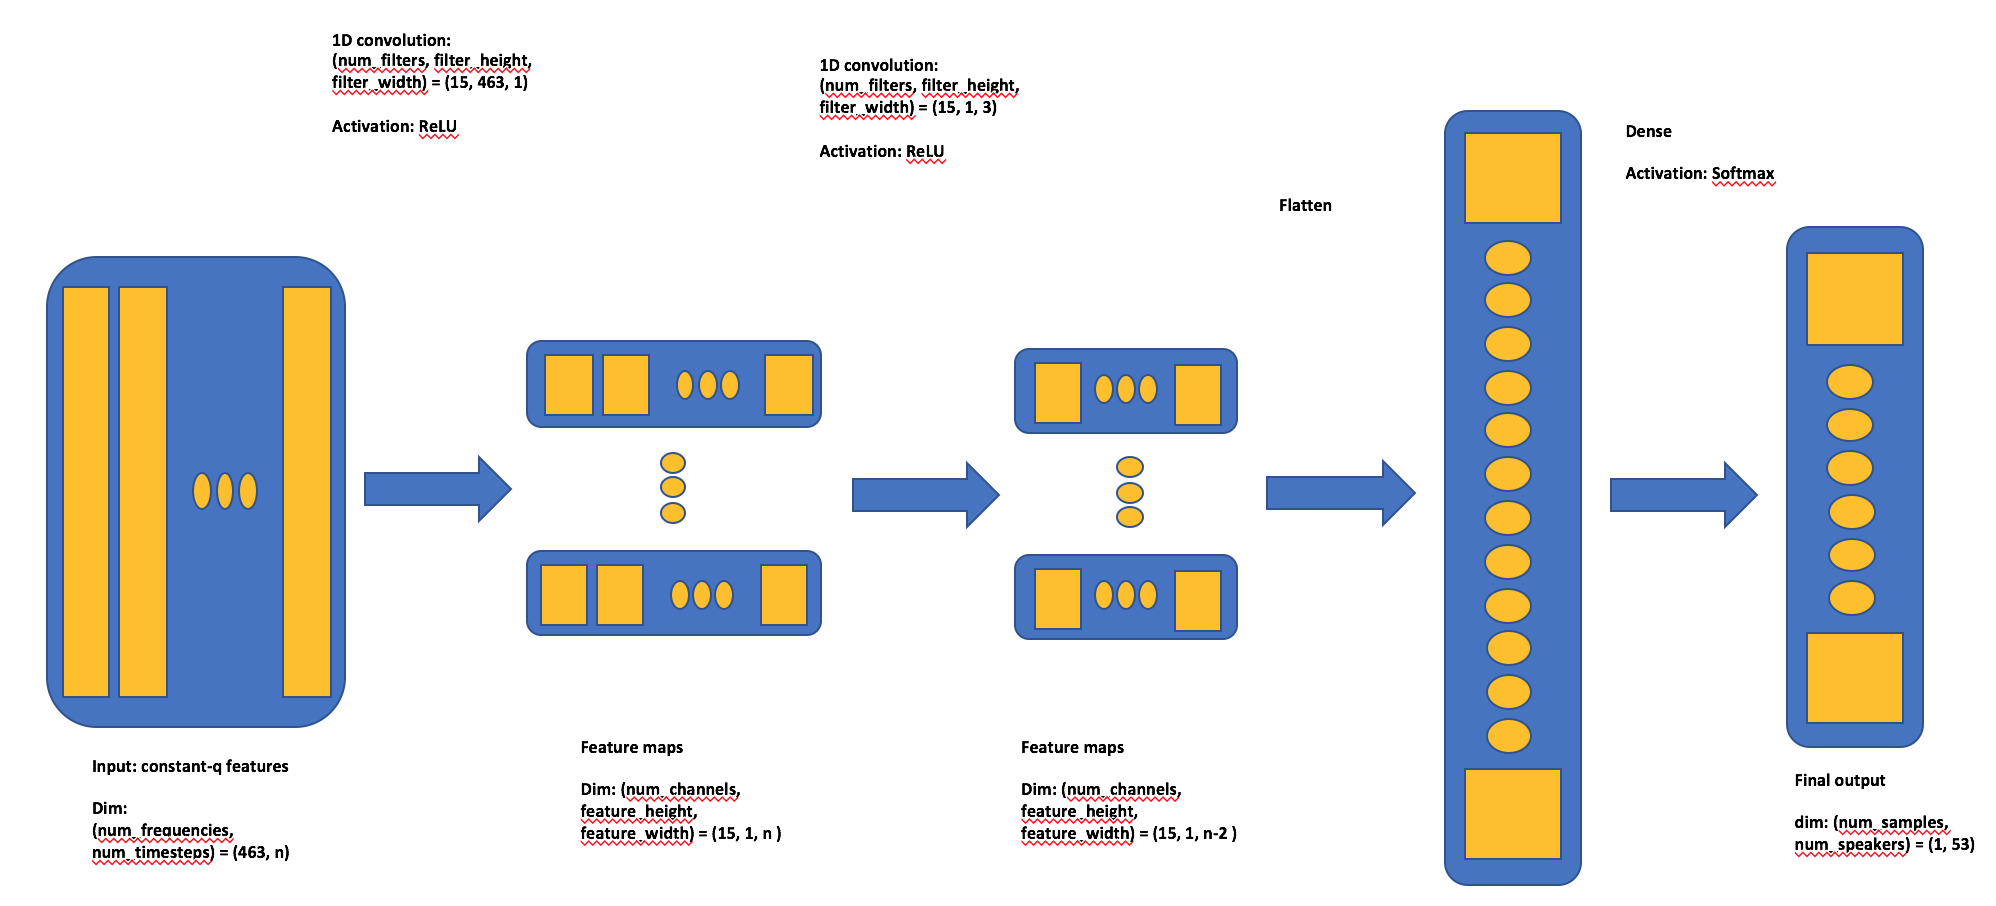 1D convolution:
(num_filters, filter_height,
filter_width) = (15, 463, 1)
Activation: ReLU
1D convolution:
(num_filters, filter_height,
filter_width) = (15, 1, 3)
Activation: ReLU
Flatten
Dense
Activation: Softmax
Input: constant-q features
Dim:
(num_frequencies,
num_timesteps) = (463, n)
Feature maps
Dim: (num_channels,
feature_height,
feature_width) = (15, 1, n )
Feature maps
Dim: (num_channels,
feature_height,
feature_width) = (15, 1, n-2 )
Final output
dim: (num_samples,
num_speakers) = (1, 53)